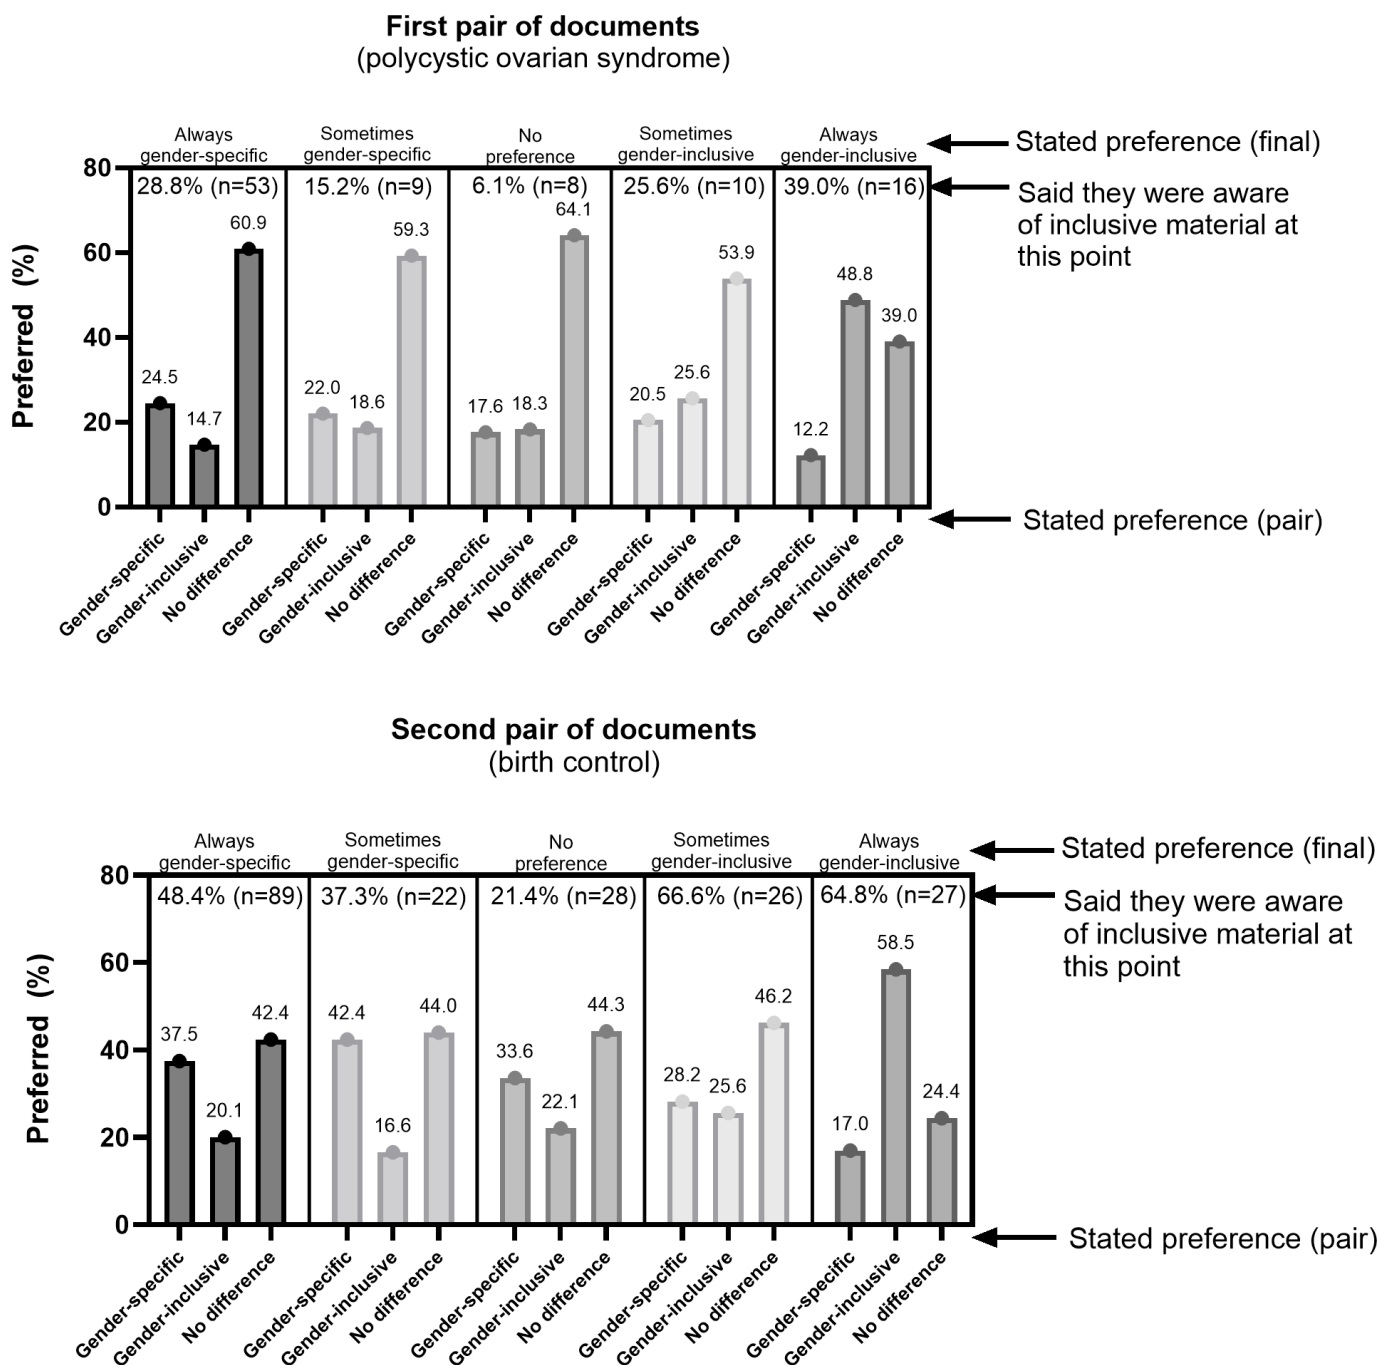 First pair of documents
(polycystic ovarian syndrome)
Always
gender-specific
Sometimes
gender-specific
No
preference
Sometimes
gender-inclusive
Always
gender-inclusive
Stated preference (final)
28.8% (n=53)
15.2% (n=9)
6.1% (n=8)
25.6% (n=10)
39.0% (n=16)
Said they were aware
of inclusive material at
this point
Preferred (%)
80
60
40
20
0
24.5
14.7
60.9
22.0
18.6
59.3
17.6
18.3
64.1
20.5
25.6
53.9
12.2
48.8
39.0
Stated preference (pair)
Gender-specific
Gender-inclusive
No difference
Gender-specific
Gender-inclusive
No difference
Gender-specific
Gender-inclusive
No difference
Gender-specific
Gender-inclusive
No difference
Gender-specific
Gender-inclusive
No difference
Second pair of documents
(birth control)
Always
gender-specific
Sometimes
gender-specific
No
preference
Sometimes
gender-inclusive
Always
gender-inclusive
Stated preference (final)
48.4% (n=89)
37.3% (n=22)
21.4% (n=28)
66.6% (n=26)
64.8% (n=27)
Said they were aware
of inclusive material at
this point
Preferred (%)
80
60
40
20
0
37.5
20.1
42.4
42.4
16.6
44.0
33.6
22.1
44.3
28.2
25.6
46.2
17.0
58.5
24.4
Stated preference (pair)
Gender-specific
Gender-inclusive
No difference
Gender-specific
Gender-inclusive
No difference
Gender-specific
Gender-inclusive
No difference
Gender-specific
Gender-inclusive
No difference
Gender-specific
Gender-inclusive
No difference